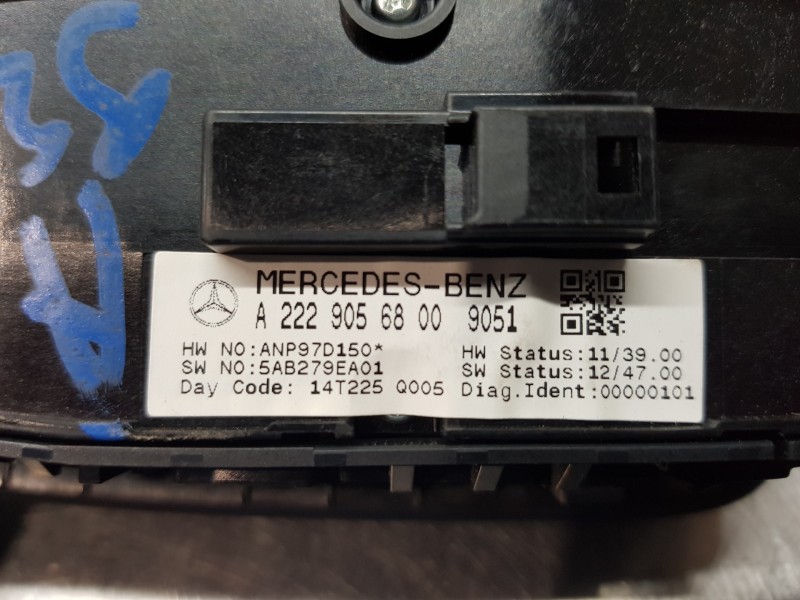 MERCEDES-BENZ
A 222 905 68 00 9051
HW NO:ANP97D150* HW Status:11/39.00
SW NO:5AB279EA01 SW Status:12/47.00
Day Code: 14T225 Q005 Diag.Ident:00000101